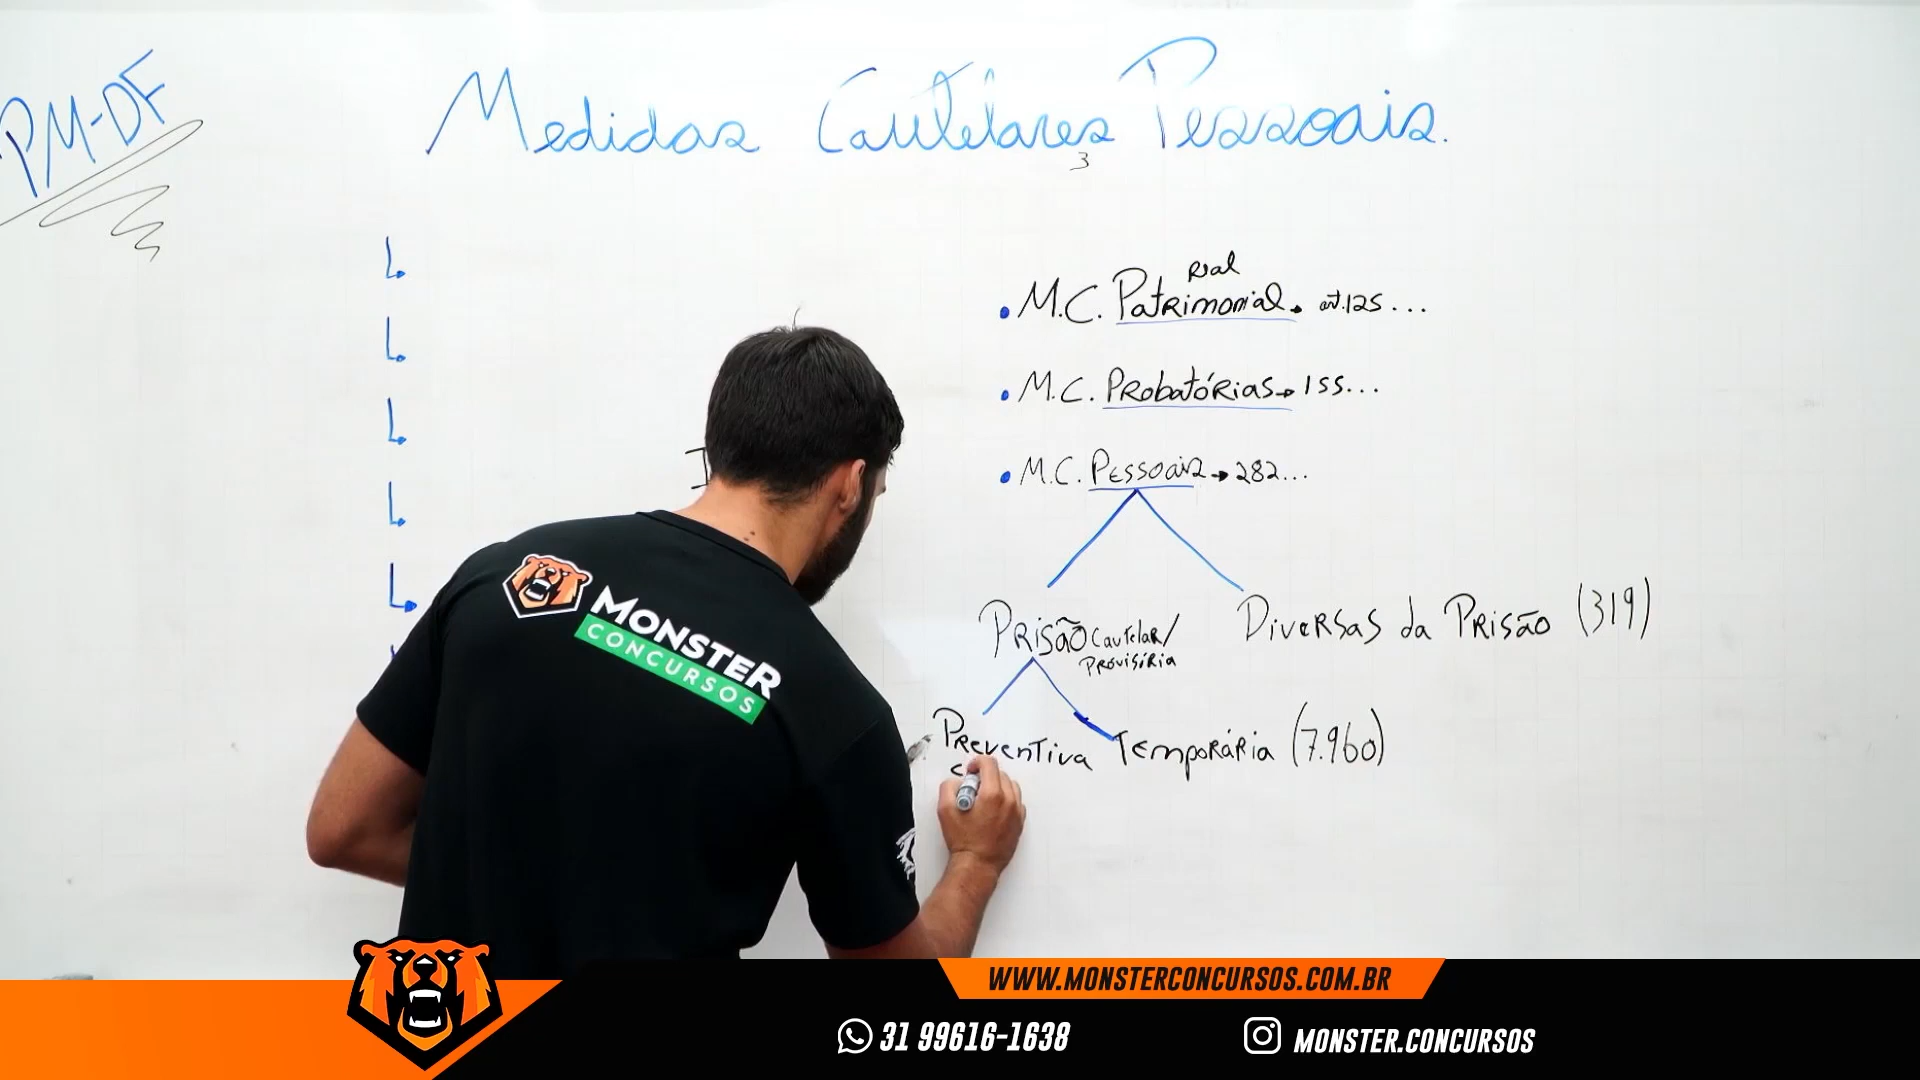 PM-DF
Medidas Cautelares Pessoais.
3
Real
• M.C. Patrimonial → art.125...
• M.C. Probatórias → 155...
• M.C. Pessoais → 282...
Prisão Cautelar/
Provisória
Diversas da Prisão (319)
Preventiva
Temporária (7.960)
MONSTER
CONCURSOS
WWW.MONSTERCONCURSOS.COM.BR
31 99616-1638
MONSTER.CONCURSOS